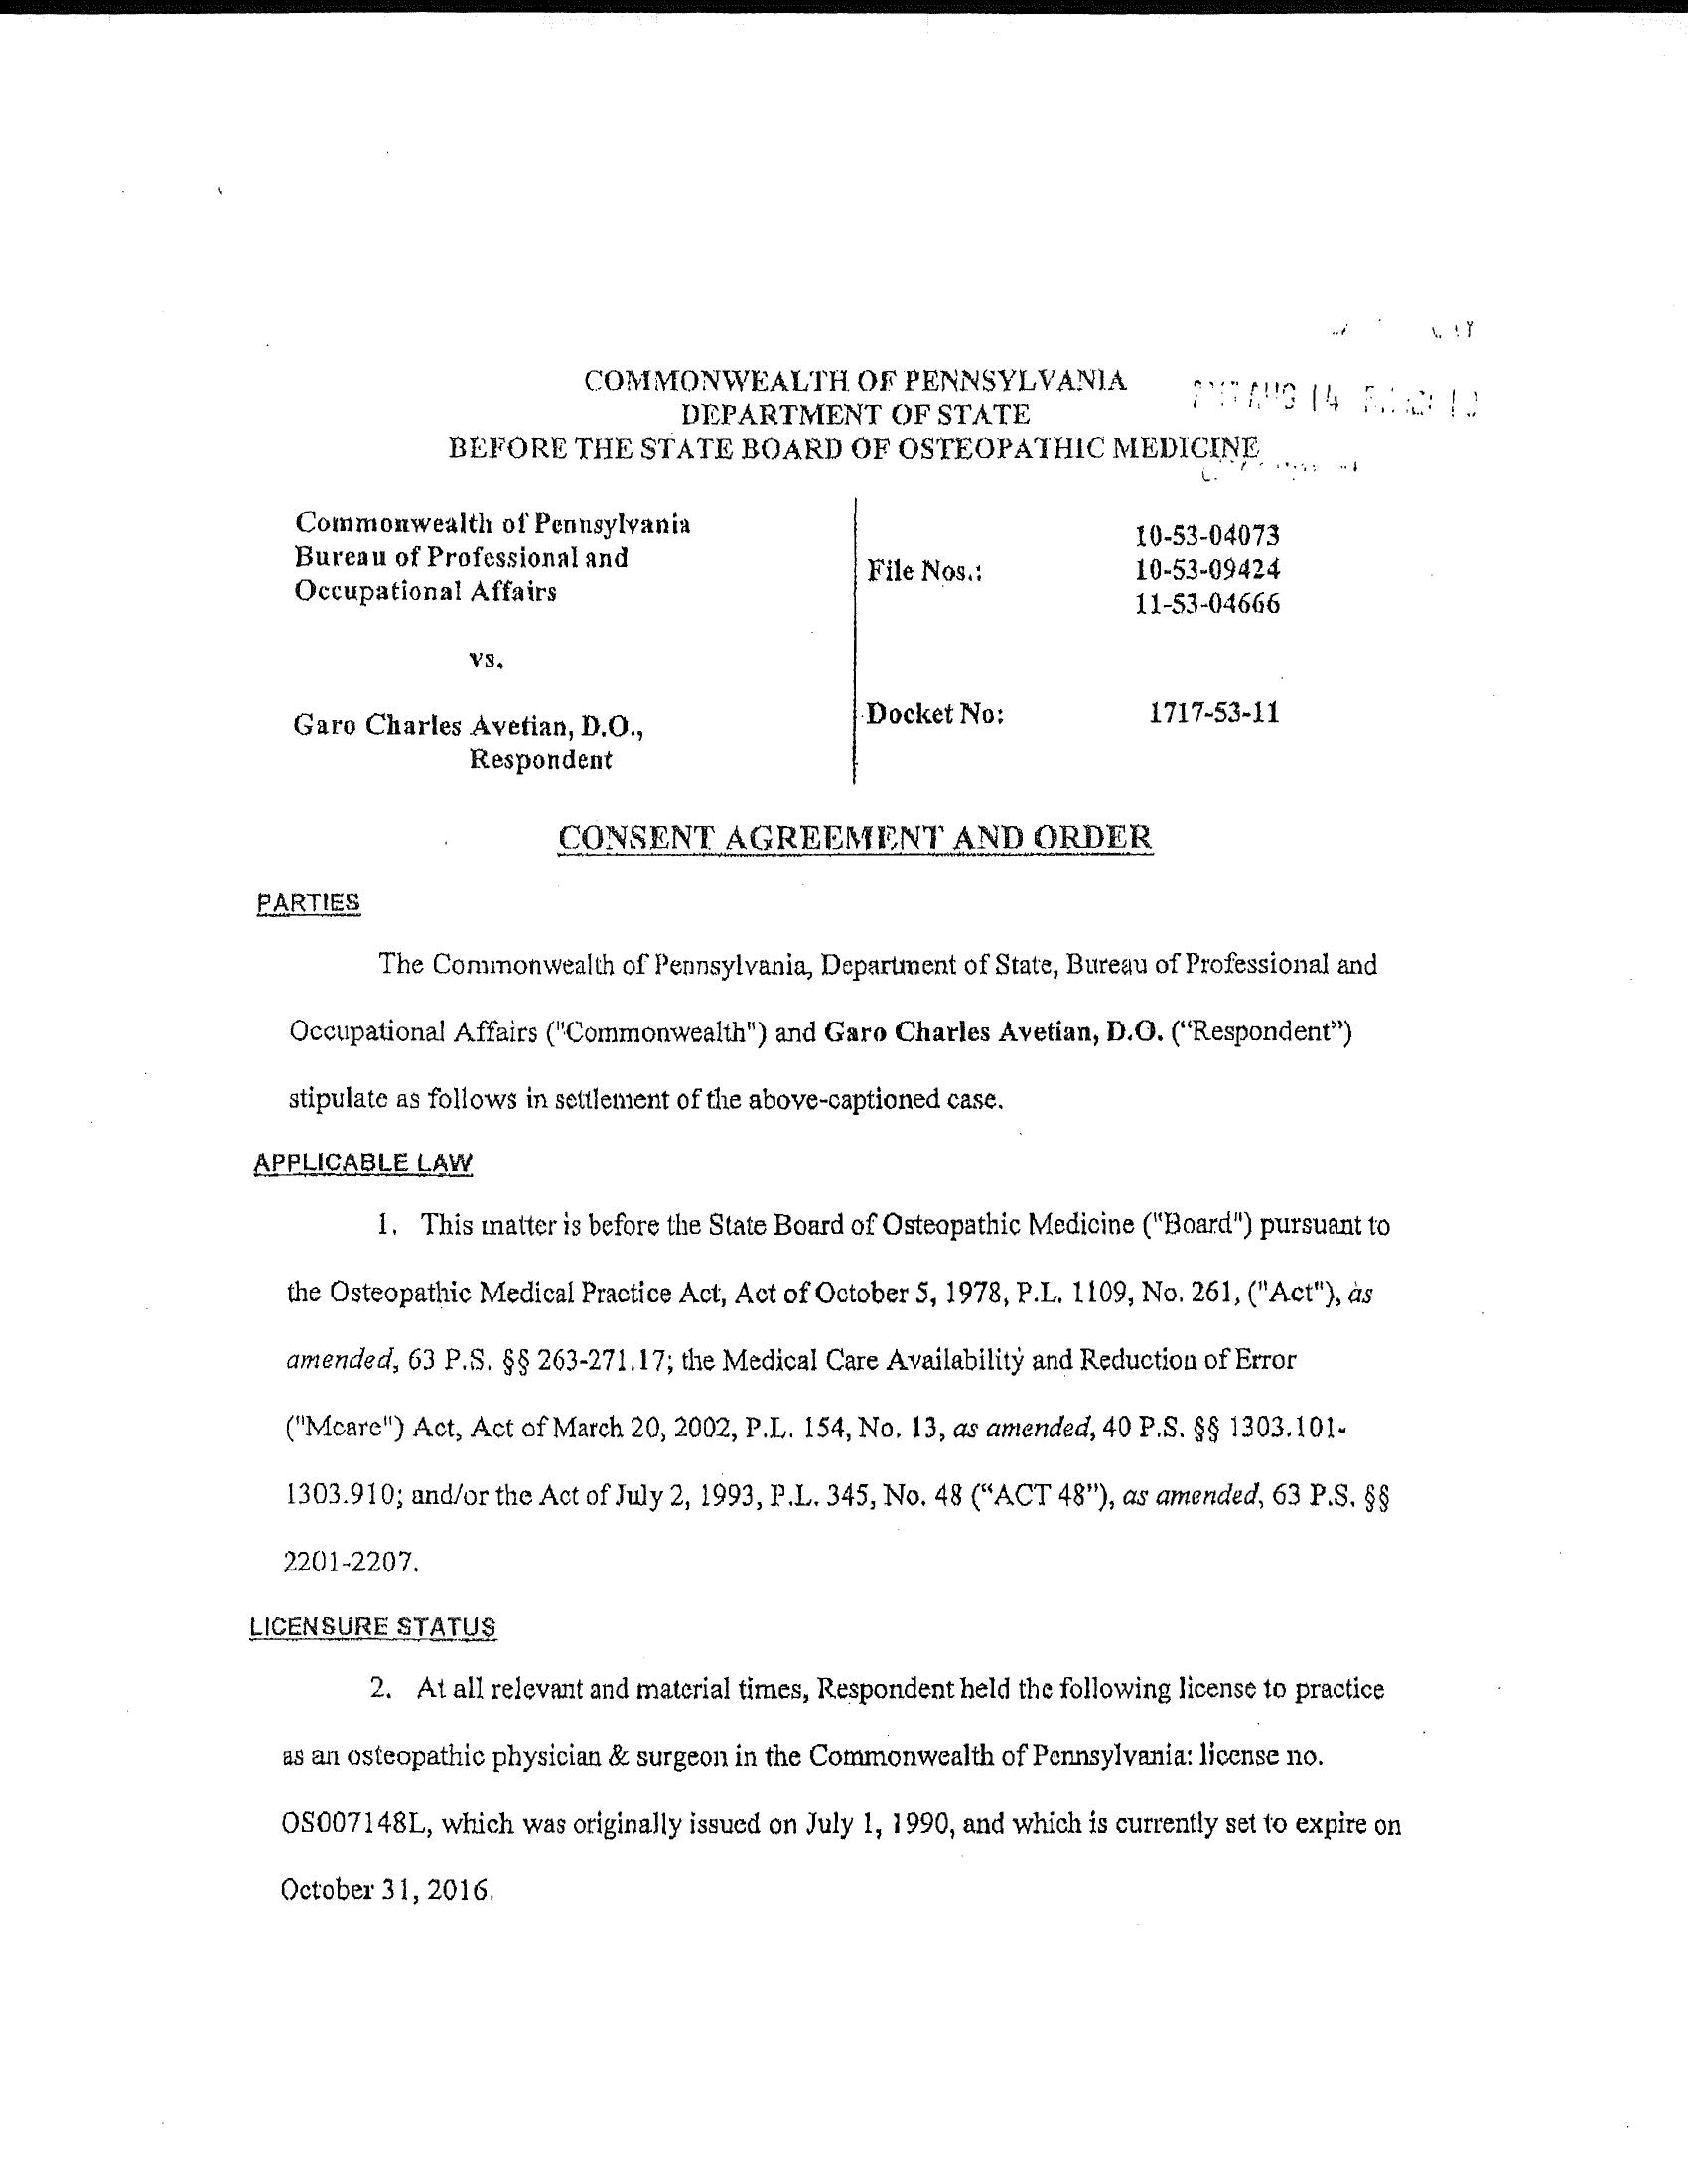 COMMONWEALTH OF PENNSYLVANIA
DEPARTMENT OF STATE
BEFORE THE STATE BOARD OF OSTEOPATHIC MEDICINE
AUG 14
Commonwealth of Pennsylvania
Bureau of Professional and
Occupational Affairs
vs.
Garo Charles Avetian, D.O.,
Respondent
File Nos.:
10-53-04073
10-53-09424
11-53-04666
Docket No: 1717-53-11
CONSENT AGREEMENT AND ORDER
PARTIES
The Commonwealth of Pennsylvania, Department of State, Bureau of Professional and
Occupational Affairs ("Commonwealth") and Garo Charles Avetian, D.O. (“Respondent”)
stipulate as follows in settlement of the above-captioned case.
APPLICABLE LAW
1. This matter is before the State Board of Osteopathic Medicine ("Board") pursuant to
the Osteopathic Medical Practice Act, Act of October 5, 1978, P.L. 1109, No. 261, ("Act"), as
amended, 63 P.S. §§ 263-271.17; the Medical Care Availability and Reduction of Error
("Mcare") Act, Act of March 20, 2002, P.L. 154, No. 13, as amended, 40 P.S. §§ 1303.101-
1303.910; and/or the Act of July 2, 1993, P.L. 345, No. 48 (“ACT 48”), as amended, 63 P.S. §§
2201-2207.
LICENSURE STATUS
2. At all relevant and material times, Respondent held the following license to practice
as an osteopathic physician & surgeon in the Commonwealth of Pennsylvania: license no.
OS007148L, which was originally issued on July 1, 1990, and which is currently set to expire on
October 31, 2016.